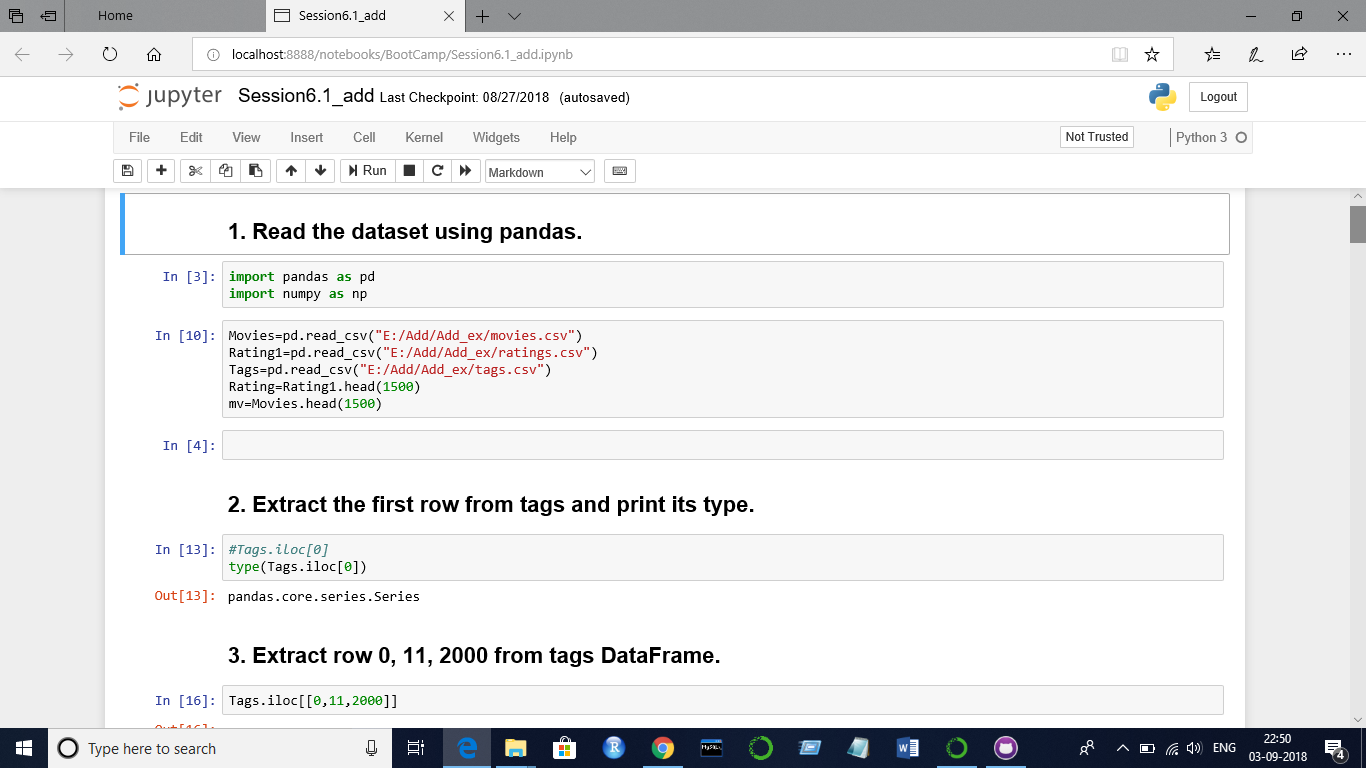 Home
Session6.1_add
localhost:8888/notebooks/BootCamp/Session6.1_add.ipynb
jupyter Session6.1_add Last Checkpoint: 08/27/2018 (autosaved)
Logout
File Edit View Insert Cell Kernel Widgets Help
Not Trusted
Python 3
Run
Markdown
1. Read the dataset using pandas.
In [3]: import pandas as pd
import numpy as np
In [10]: Movies=pd.read_csv("E:/Add/Add_ex/movies.csv")
Rating1=pd.read_csv("E:/Add/Add_ex/ratings.csv")
Tags=pd.read_csv("E:/Add/Add_ex/tags.csv")
Rating=Rating1.head(1500)
mv=Movies.head(1500)
In [4]:
2. Extract the first row from tags and print its type.
In [13]: #Tags.iloc[0]
type(Tags.iloc[0])
Out[13]: pandas.core.series.Series
3. Extract row 0, 11, 2000 from tags DataFrame.
In [16]: Tags.iloc[[0,11,2000]]
Out[16]:
Type here to search
R
MySQL
W
ENG
22:50
03-09-2018
4